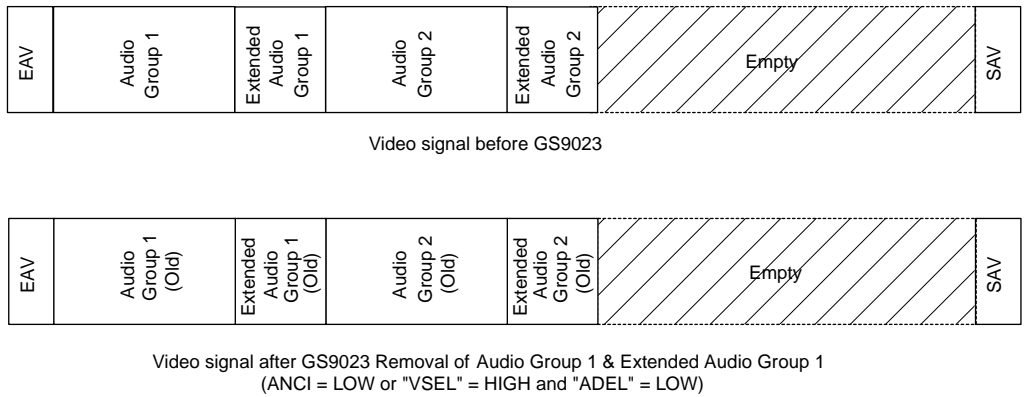 EAV
Audio
Group 1
Extended
Audio
Group 1
Audio
Group 2
Extended
Audio
Group 2
Empty
SAV
Video signal before GS9023
EAV
Audio
Group 1
(Old)
Extended
Audio
Group 1
(Old)
Audio
Group 2
(Old)
Extended
Audio
Group 2
(Old)
Empty
SAV
Video signal after GS9023 Removal of Audio Group 1 & Extended Audio Group 1
(ANCI = LOW or "VSEL" = HIGH and "ADEL" = LOW)